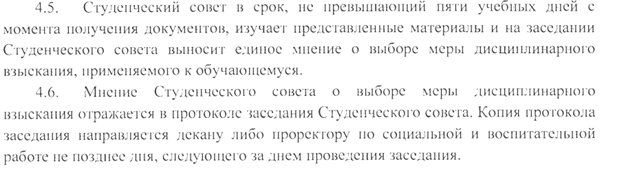 4.5. Студенческий совет в срок, не превышающий пяти учебных дней с
момента получения документов, изучает представленные материалы и на заседании
Студенческого совета выносит единое мнение о выборе меры дисциплинарного
взыскания, применяемого к обучающемуся.
4.6. Мнение Студенческого совета о выборе меры дисциплинарного
взыскания отражается в протоколе заседания Студенческого совета. Копия протокола
заседания направляется декану либо проректору по социальной и воспитательной
работе не позднее дня, следующего за днем проведения заседания.